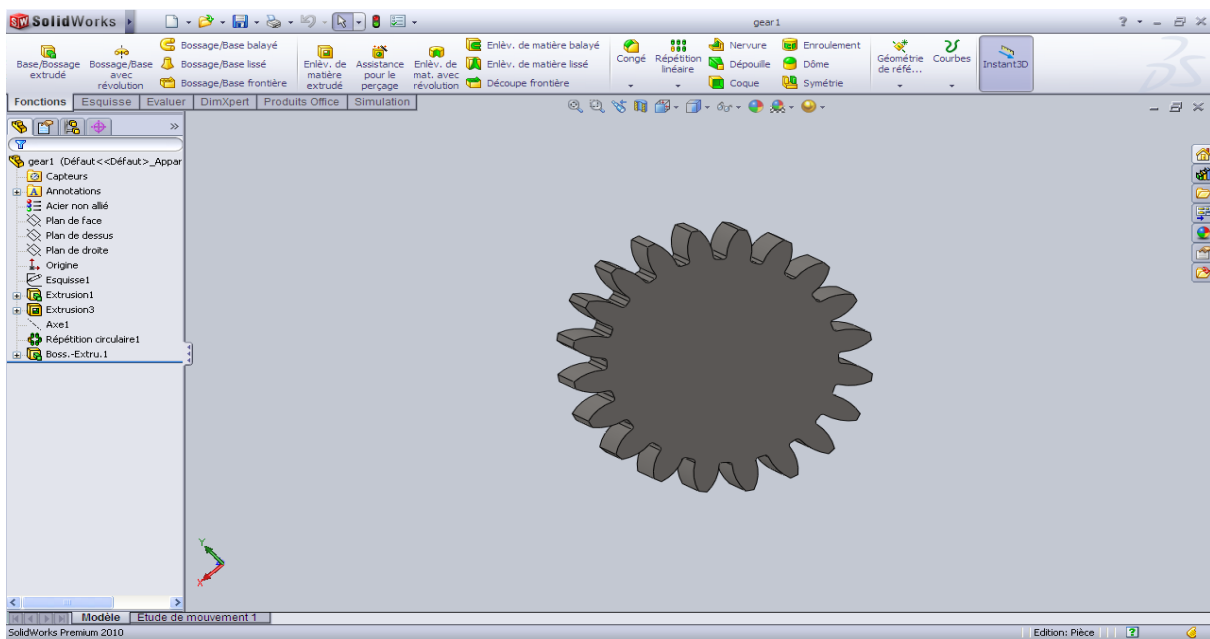 SolidWorks
gear1
Base/Bossage extrudé
Bossage/Base avec révolution
Bossage/Base balayé
Bossage/Base lissé
Bossage/Base frontière
Enlèv. de matière extrudé
Assistance pour le perçage
Enlèv. de mat. avec révolution
Enlèv. de matière balayé
Enlèv. de matière lissé
Découpe frontière
Congé
Répétition linéaire
Nervure
Dépouille
Coque
Enroulement
Dôme
Symétrie
Géométrie de réfé...
Courbes
Instant3D
Fonctions Esquisse Evaluer DimXpert Produits Office Simulation
gear1 (Défaut<<Défaut>_Appar
Capteurs
Annotations
Acier non allié
Plan de face
Plan de dessus
Plan de droite
Origine
Esquisse1
Extrusion1
Extrusion3
Axe1
Répétition circulaire1
Boss.-Extru.1
Y
X
Modèle Etude de mouvement 1
SolidWorks Premium 2010 Edition: Pièce